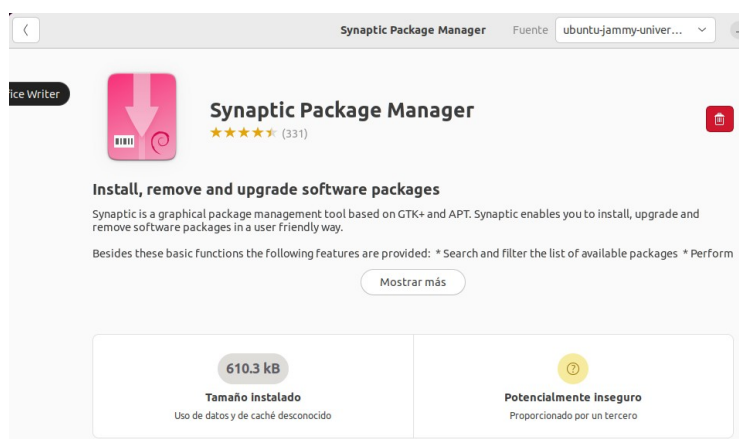 Synaptic Package Manager Fuente ubuntu-jammy-univer...
ice Writer
Synaptic Package Manager
(331)
Install, remove and upgrade software packages
Synaptic is a graphical package management tool based on GTK+ and APT. Synaptic enables you to install, upgrade and
remove software packages in a user friendly way.
Besides these basic functions the following features are provided: * Search and filter the list of available packages * Perform
Mostrar más
610.3 kB
Tamaño instalado
Uso de datos y de caché desconocido
Potencialmente inseguro
Proporcionado por un tercero